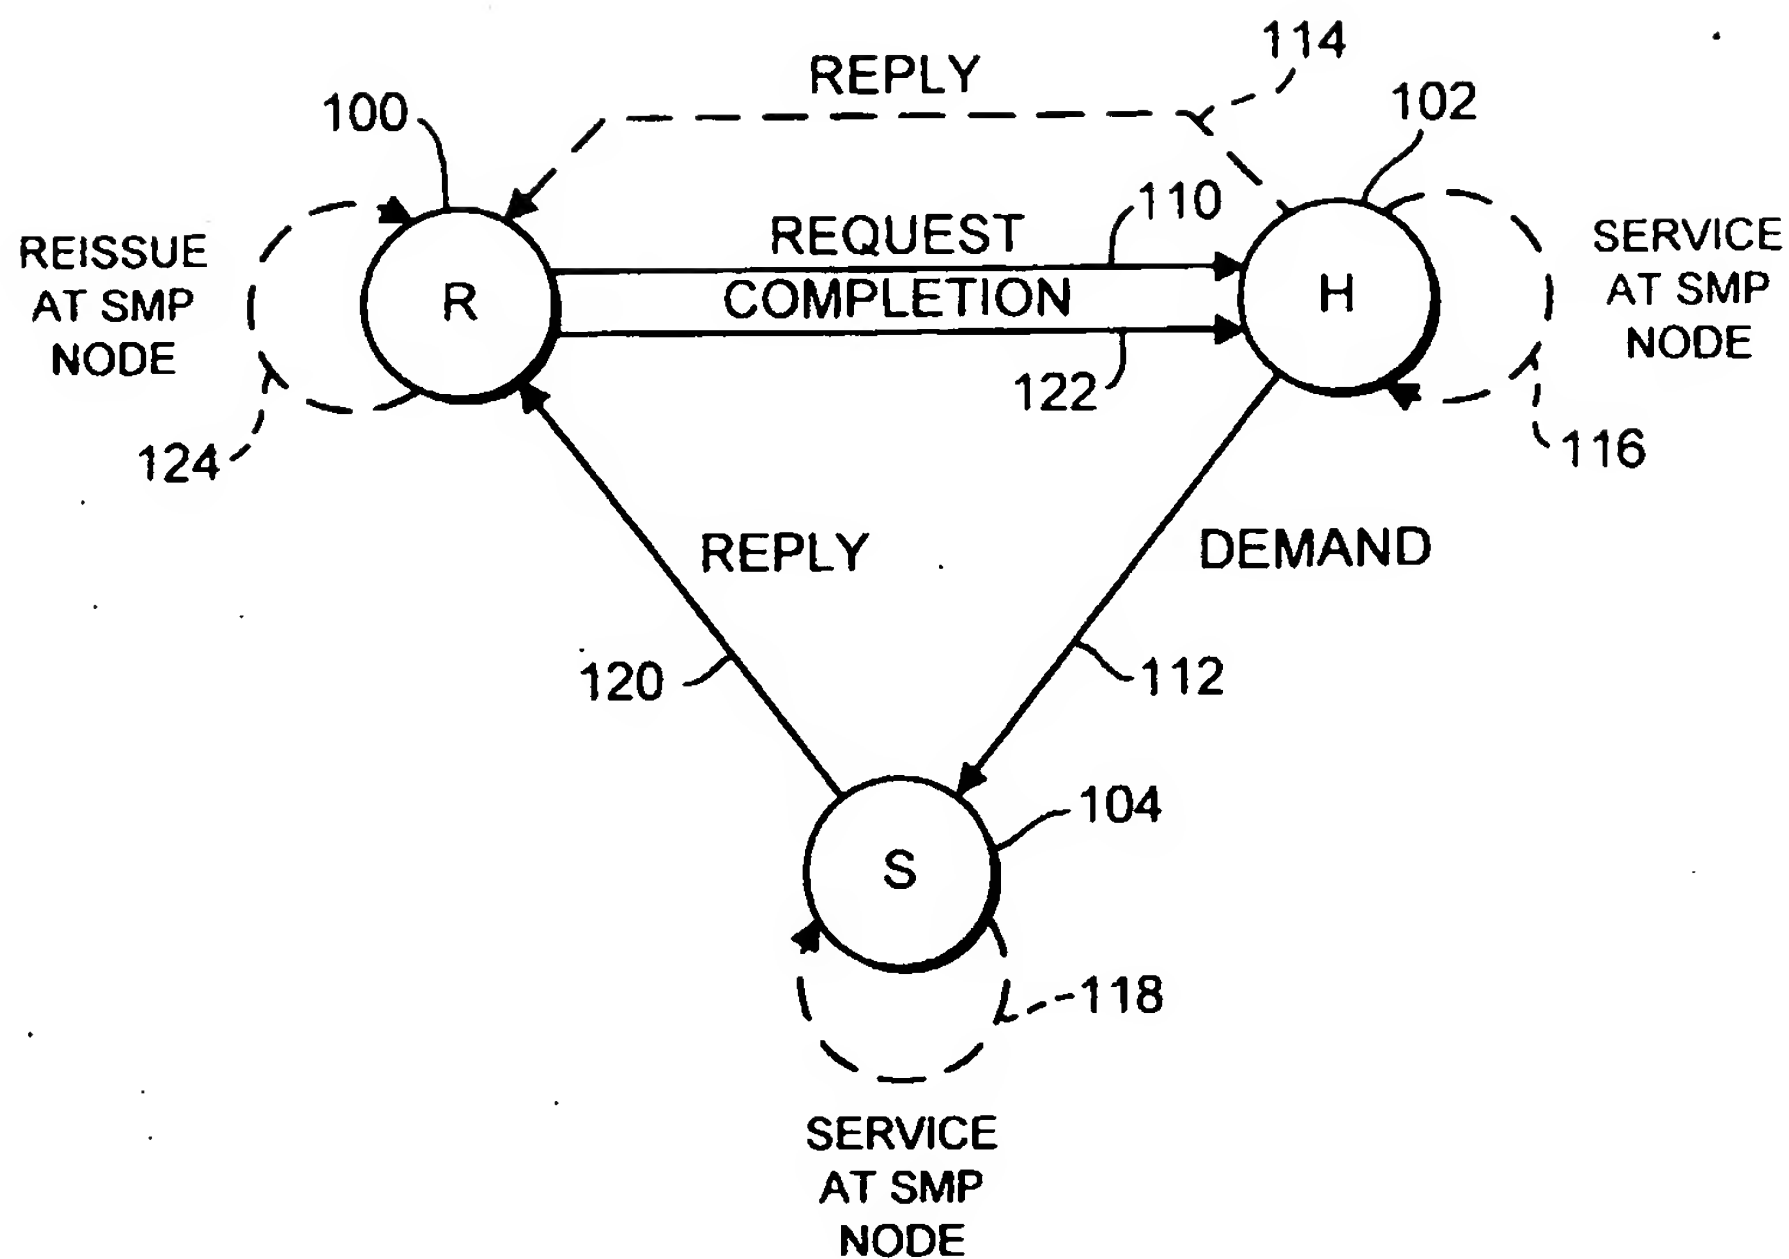 114
REPLY
102
100
110
REQUEST
REISSUE
AT SMP
NODE
SERVICE
AT SMP
NODE
R
COMPLETION
H
122
124
116
REPLY
DEMAND
120
112
104
S
118
SERVICE
AT SMP
NODE